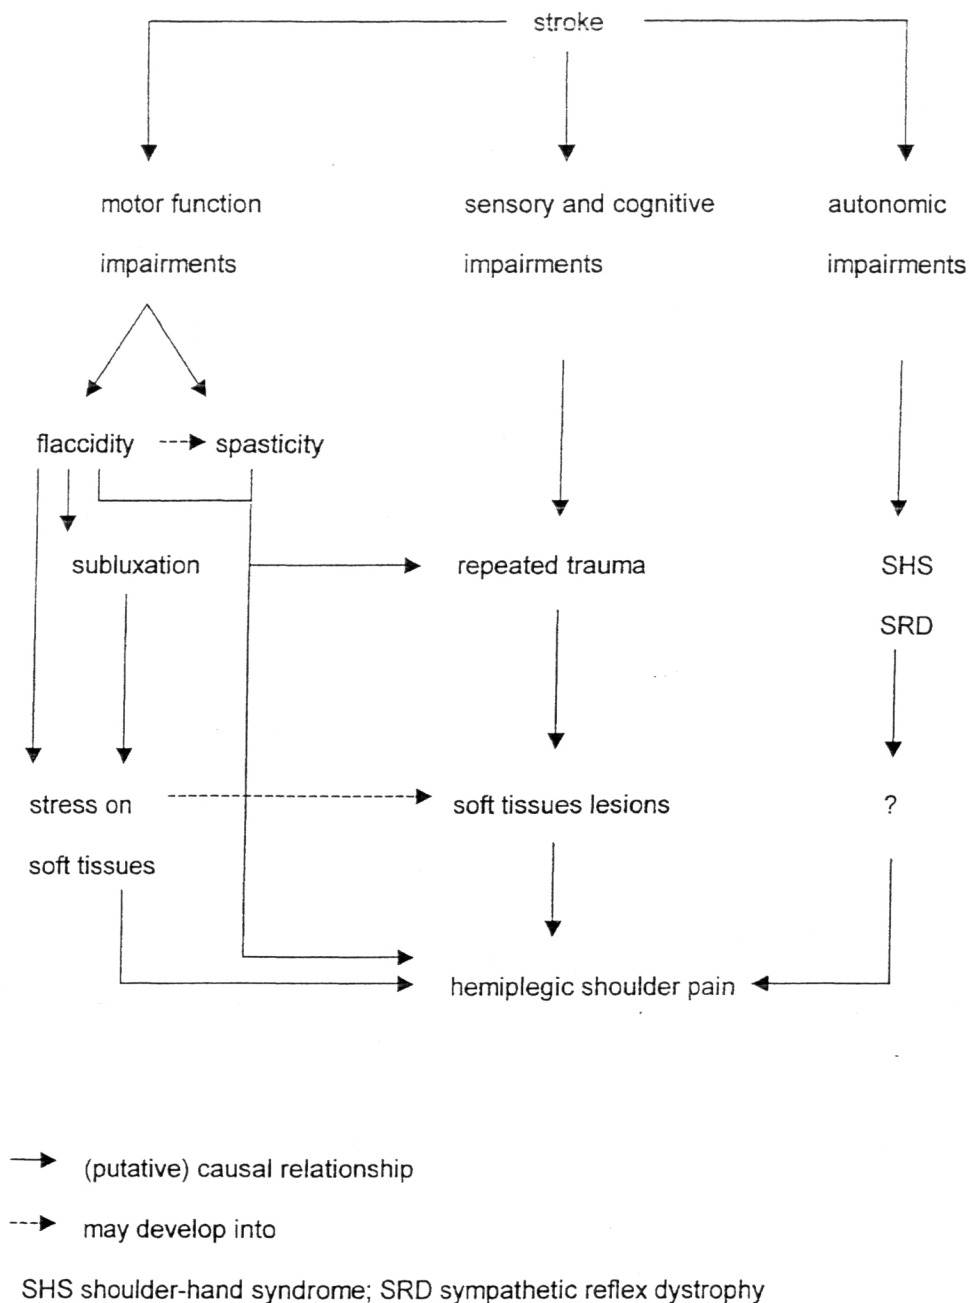 stroke
motor function
impairments
sensory and cognitive
impairments
autonomic
impairments
flaccidity
spasticity
subluxation
repeated trauma
SHS
SRD
stress on
soft tissues
soft tissues lesions
?
hemiplegic shoulder pain
(putative) causal relationship
may develop into
SHS shoulder-hand syndrome; SRD sympathetic reflex dystrophy